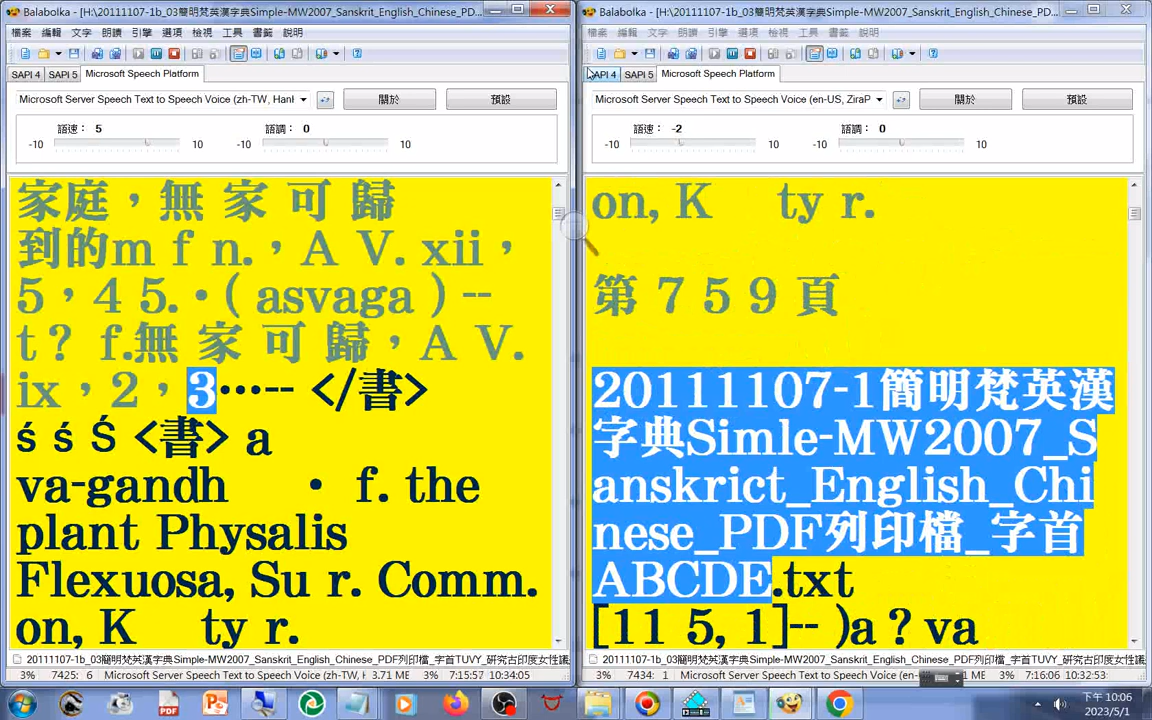 Balabolka - [H:\20111107-1b_03簡明梵英漢字典Simple-MW2007_Sanskrit_English_Chinese_PD...
檔案 編輯 文字 朗讀 引擎 選項 檢視 工具 書籤 說明
SAPI 4 SAPI 5 Microsoft Speech Platform
Microsoft Server Speech Text to Speech Voice (zh-TW, HanH
關於
預設
語速： 5
語調： 0
-10 10 -10 10
家庭，無 家 可 歸
到的m f n.，A V. xii，
5，4 5.•( asvaga ) --
t？ f.無 家 可 歸，A V.
ix，2，3…-- </書>
ś ś Ś <書> a
va-gandh • f. the
plant Physalis
Flexuosa, Su r. Comm.
on, K ty r.
20111107-1b_03簡明梵英漢字典Simple-MW2007_Sanskrit_English_Chinese_PDF列印檔_字首TUVY_研究古印度女性議
3% 7425: 6 Microsoft Server Speech Text to Speech Voice (zh-TW, H 3.71 MB 3% 7:15:57 10:34:05
Balabolka - [H:\20111107-1b_03簡明梵英漢字典Simple-MW2007_Sanskrit_English_Chinese_PD...
檔案 編輯 文字 朗讀 引擎 選項 檢視 工具 書籤 說明
SAPI 4 SAPI 5 Microsoft Speech Platform
Microsoft Server Speech Text to Speech Voice (en-US, ZiraP
關於
預設
語速： -2
語調： 0
-10 10 -10 10
on, K ty r.
第 7 5 9 頁
20111107-1簡明梵英漢
字典Simle-MW2007_S
anskrict_English_Chi
nese_PDF列印檔_字首
ABCDE.txt
[11 5, 1]-- )a？va
20111107-1b_03簡明梵英漢字典Simple-MW2007_Sanskrit_English_Chinese_PDF列印檔_字首TUVY_研究古印度女性議
3% 7434: 1 Microsoft Server Speech Text to Speech 3% 7:16:06 10:32:53
下午 10:06
2023/5/1